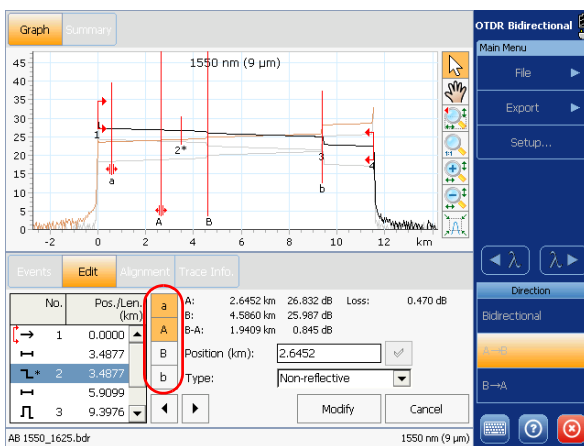 Graph Summary
OTDR Bidirectional
Main Menu
File
Export
Setup...
1550 nm (9 µm)
45
40
35
30
25
20
15
10
5
0
-2 0 2 4 6 8 10 12 km
1 2* 3 4
a A B b
1:1
Events Edit Alignment Trace Info.
No. Pos./Len. (km)
1 0.0000
3.4877
* 2 3.4877
5.9099
3 9.3976
a
A
B
b
A: 2.6452 km 26.832 dB Loss: 0.470 dB
B: 4.5860 km 25.987 dB
B-A: 1.9409 km 0.845 dB
Position (km): 2.6452
Type: Non-reflective
Modify Cancel
λ λ
Direction
Bidirectional
A→B
B→A
AB 1550_1625.bdr 1550 nm (9 µm)